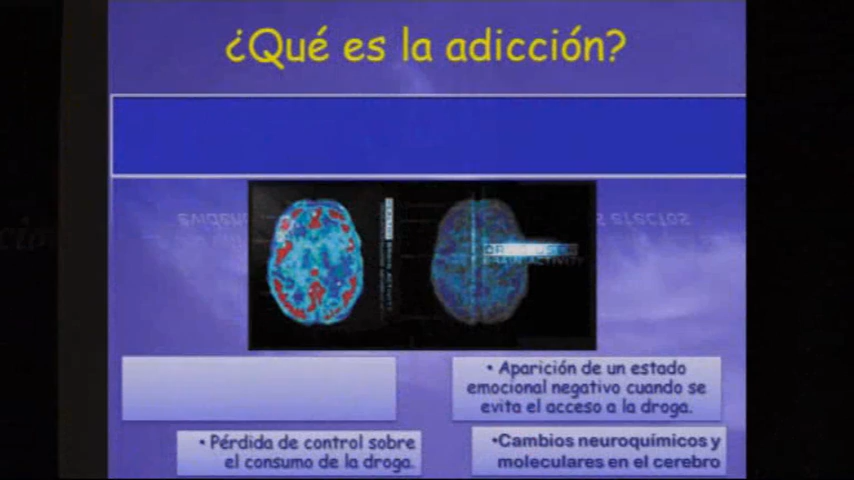 ¿Qué es la adicción?
efectos
• Aparición de un estado
emocional negativo cuando se
evita el acceso a la droga.
• Pérdida de control sobre
el consumo de la droga.
•Cambios neuroquímicos y
moleculares en el cerebro